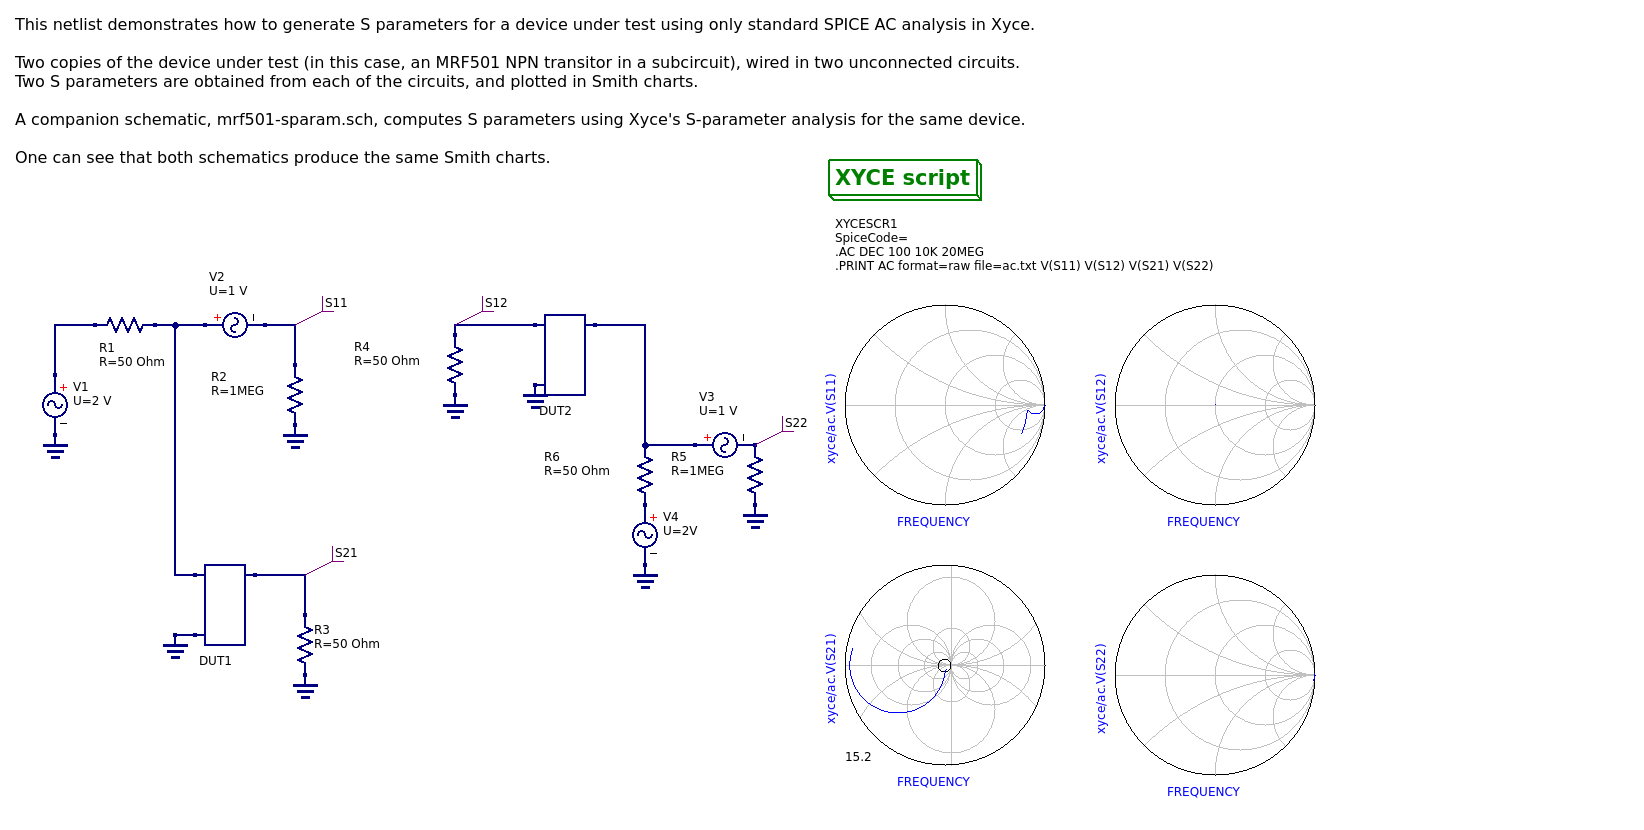 This netlist demonstrates how to generate S parameters for a device under test using only standard SPICE AC analysis in Xyce.
Two copies of the device under test (in this case, an MRF501 NPN transitor in a subcircuit), wired in two unconnected circuits.
Two S parameters are obtained from each of the circuits, and plotted in Smith charts.
A companion schematic, mrf501-sparam.sch, computes S parameters using Xyce's S-parameter analysis for the same device.
One can see that both schematics produce the same Smith charts.
XYCE script
XYCESCR1
SpiceCode=
.AC DEC 100 10K 20MEG
.PRINT AC format=raw file=ac.txt V(S11) V(S12) V(S21) V(S22)
V2
U=1 V
S11
R1
R=50 Ohm
R2
R=1MEG
V1
U=2 V
S12
R4
R=50 Ohm
DUT2
V3
U=1 V
S22
R6
R=50 Ohm
R5
R=1MEG
V4
U=2V
S21
R3
R=50 Ohm
DUT1
xyce/ac.V(S11)
FREQUENCY
xyce/ac.V(S12)
FREQUENCY
xyce/ac.V(S21)
15.2
FREQUENCY
xyce/ac.V(S22)
FREQUENCY